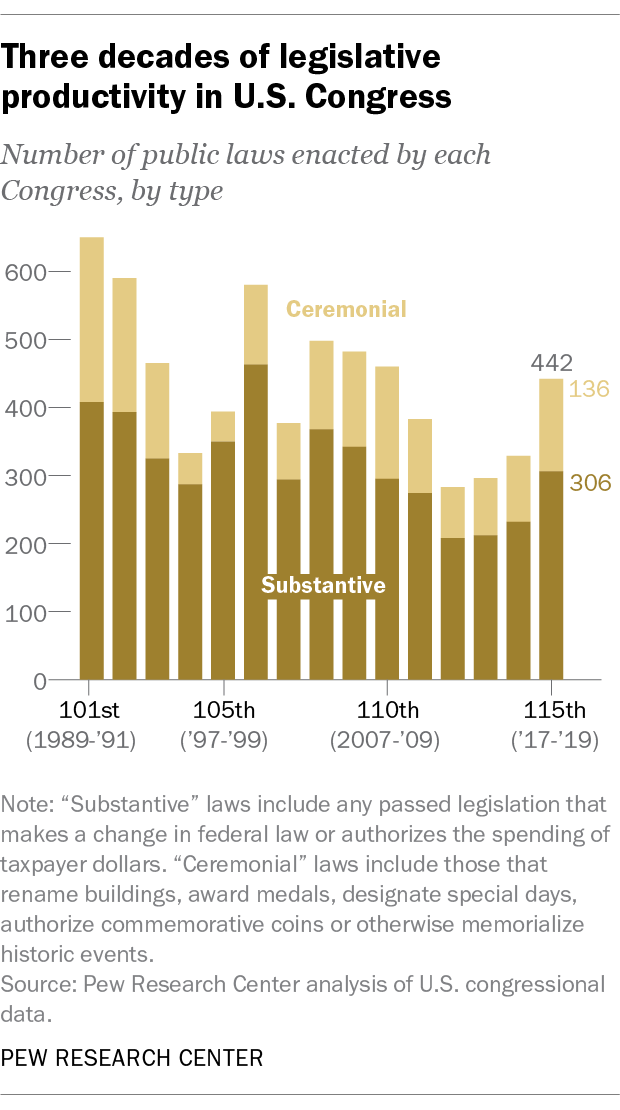 Three decades of legislative
productivity in U.S. Congress
Number of public laws enacted by each
Congress, by type
600
500
400
300
200
100
0
Ceremonial
Substantive
442
136
306
101st
(1989-’91)
105th
(’97-’99)
110th
(2007-’09)
115th
(’17-’19)
Note: “Substantive” laws include any passed legislation that
makes a change in federal law or authorizes the spending of
taxpayer dollars. “Ceremonial” laws include those that
rename buildings, award medals, designate special days,
authorize commemorative coins or otherwise memorialize
historic events.
Source: Pew Research Center analysis of U.S. congressional
data.
PEW RESEARCH CENTER